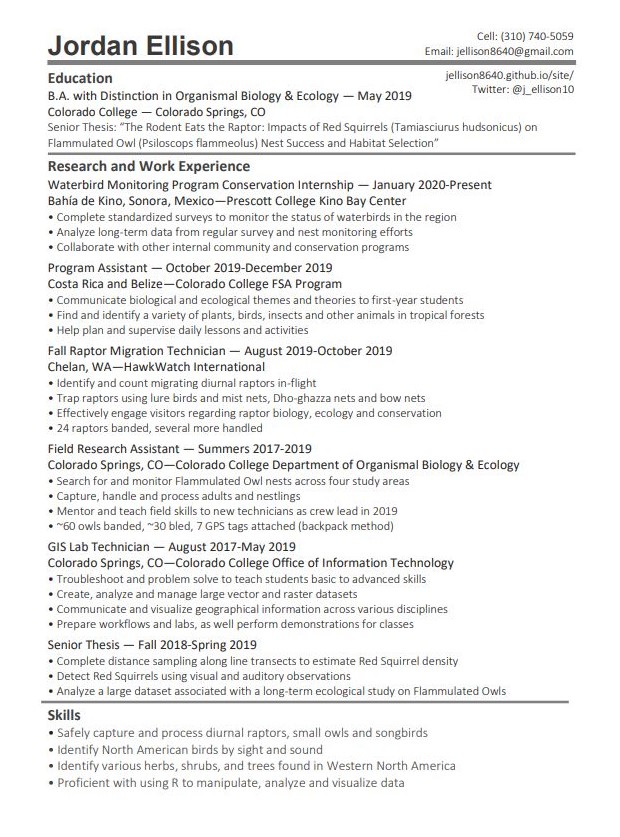 Jordan Ellison
Cell: (310) 740-5059
Email: jellison8640@gmail.com
jellison8640.github.io/site/
Twitter: @j_ellison10
Education
B.A. with Distinction in Organismal Biology & Ecology — May 2019
Colorado College — Colorado Springs, CO
Senior Thesis: “The Rodent Eats the Raptor: Impacts of Red Squirrels (Tamiasciurus hudsonicus) on
Flammulated Owl (Psiloscops flammeolus) Nest Success and Habitat Selection”
Research and Work Experience
Waterbird Monitoring Program Conservation Internship — January 2020-Present
Bahía de Kino, Sonora, Mexico—Prescott College Kino Bay Center
• Complete standardized surveys to monitor the status of waterbirds in the region
• Analyze long-term data from regular survey and nest monitoring efforts
• Collaborate with other internal community and conservation programs
Program Assistant — October 2019-December 2019
Costa Rica and Belize—Colorado College FSA Program
• Communicate biological and ecological themes and theories to first-year students
• Find and identify a variety of plants, birds, insects and other animals in tropical forests
• Help plan and supervise daily lessons and activities
Fall Raptor Migration Technician — August 2019-October 2019
Chelan, WA—HawkWatch International
• Identify and count migrating diurnal raptors in-flight
• Trap raptors using lure birds and mist nets, Dho-ghazza nets and bow nets
• Effectively engage visitors regarding raptor biology, ecology and conservation
• 24 raptors banded, several more handled
Field Research Assistant — Summers 2017-2019
Colorado Springs, CO—Colorado College Department of Organismal Biology & Ecology
• Search for and monitor Flammulated Owl nests across four study areas
• Capture, handle and process adults and nestlings
• Mentor and teach field skills to new technicians as crew lead in 2019
• ~60 owls banded, ~30 bled, 7 GPS tags attached (backpack method)
GIS Lab Technician — August 2017-May 2019
Colorado Springs, CO—Colorado College Office of Information Technology
• Troubleshoot and problem solve to teach students basic to advanced skills
• Create, analyze and manage large vector and raster datasets
• Communicate and visualize geographical information across various disciplines
• Prepare workflows and labs, as well perform demonstrations for classes
Senior Thesis — Fall 2018-Spring 2019
• Complete distance sampling along line transects to estimate Red Squirrel density
• Detect Red Squirrels using visual and auditory observations
• Analyze a large dataset associated with a long-term ecological study on Flammulated Owls
Skills
• Safely capture and process diurnal raptors, small owls and songbirds
• Identify North American birds by sight and sound
• Identify various herbs, shrubs, and trees found in Western North America
• Proficient with using R to manipulate, analyze and visualize data